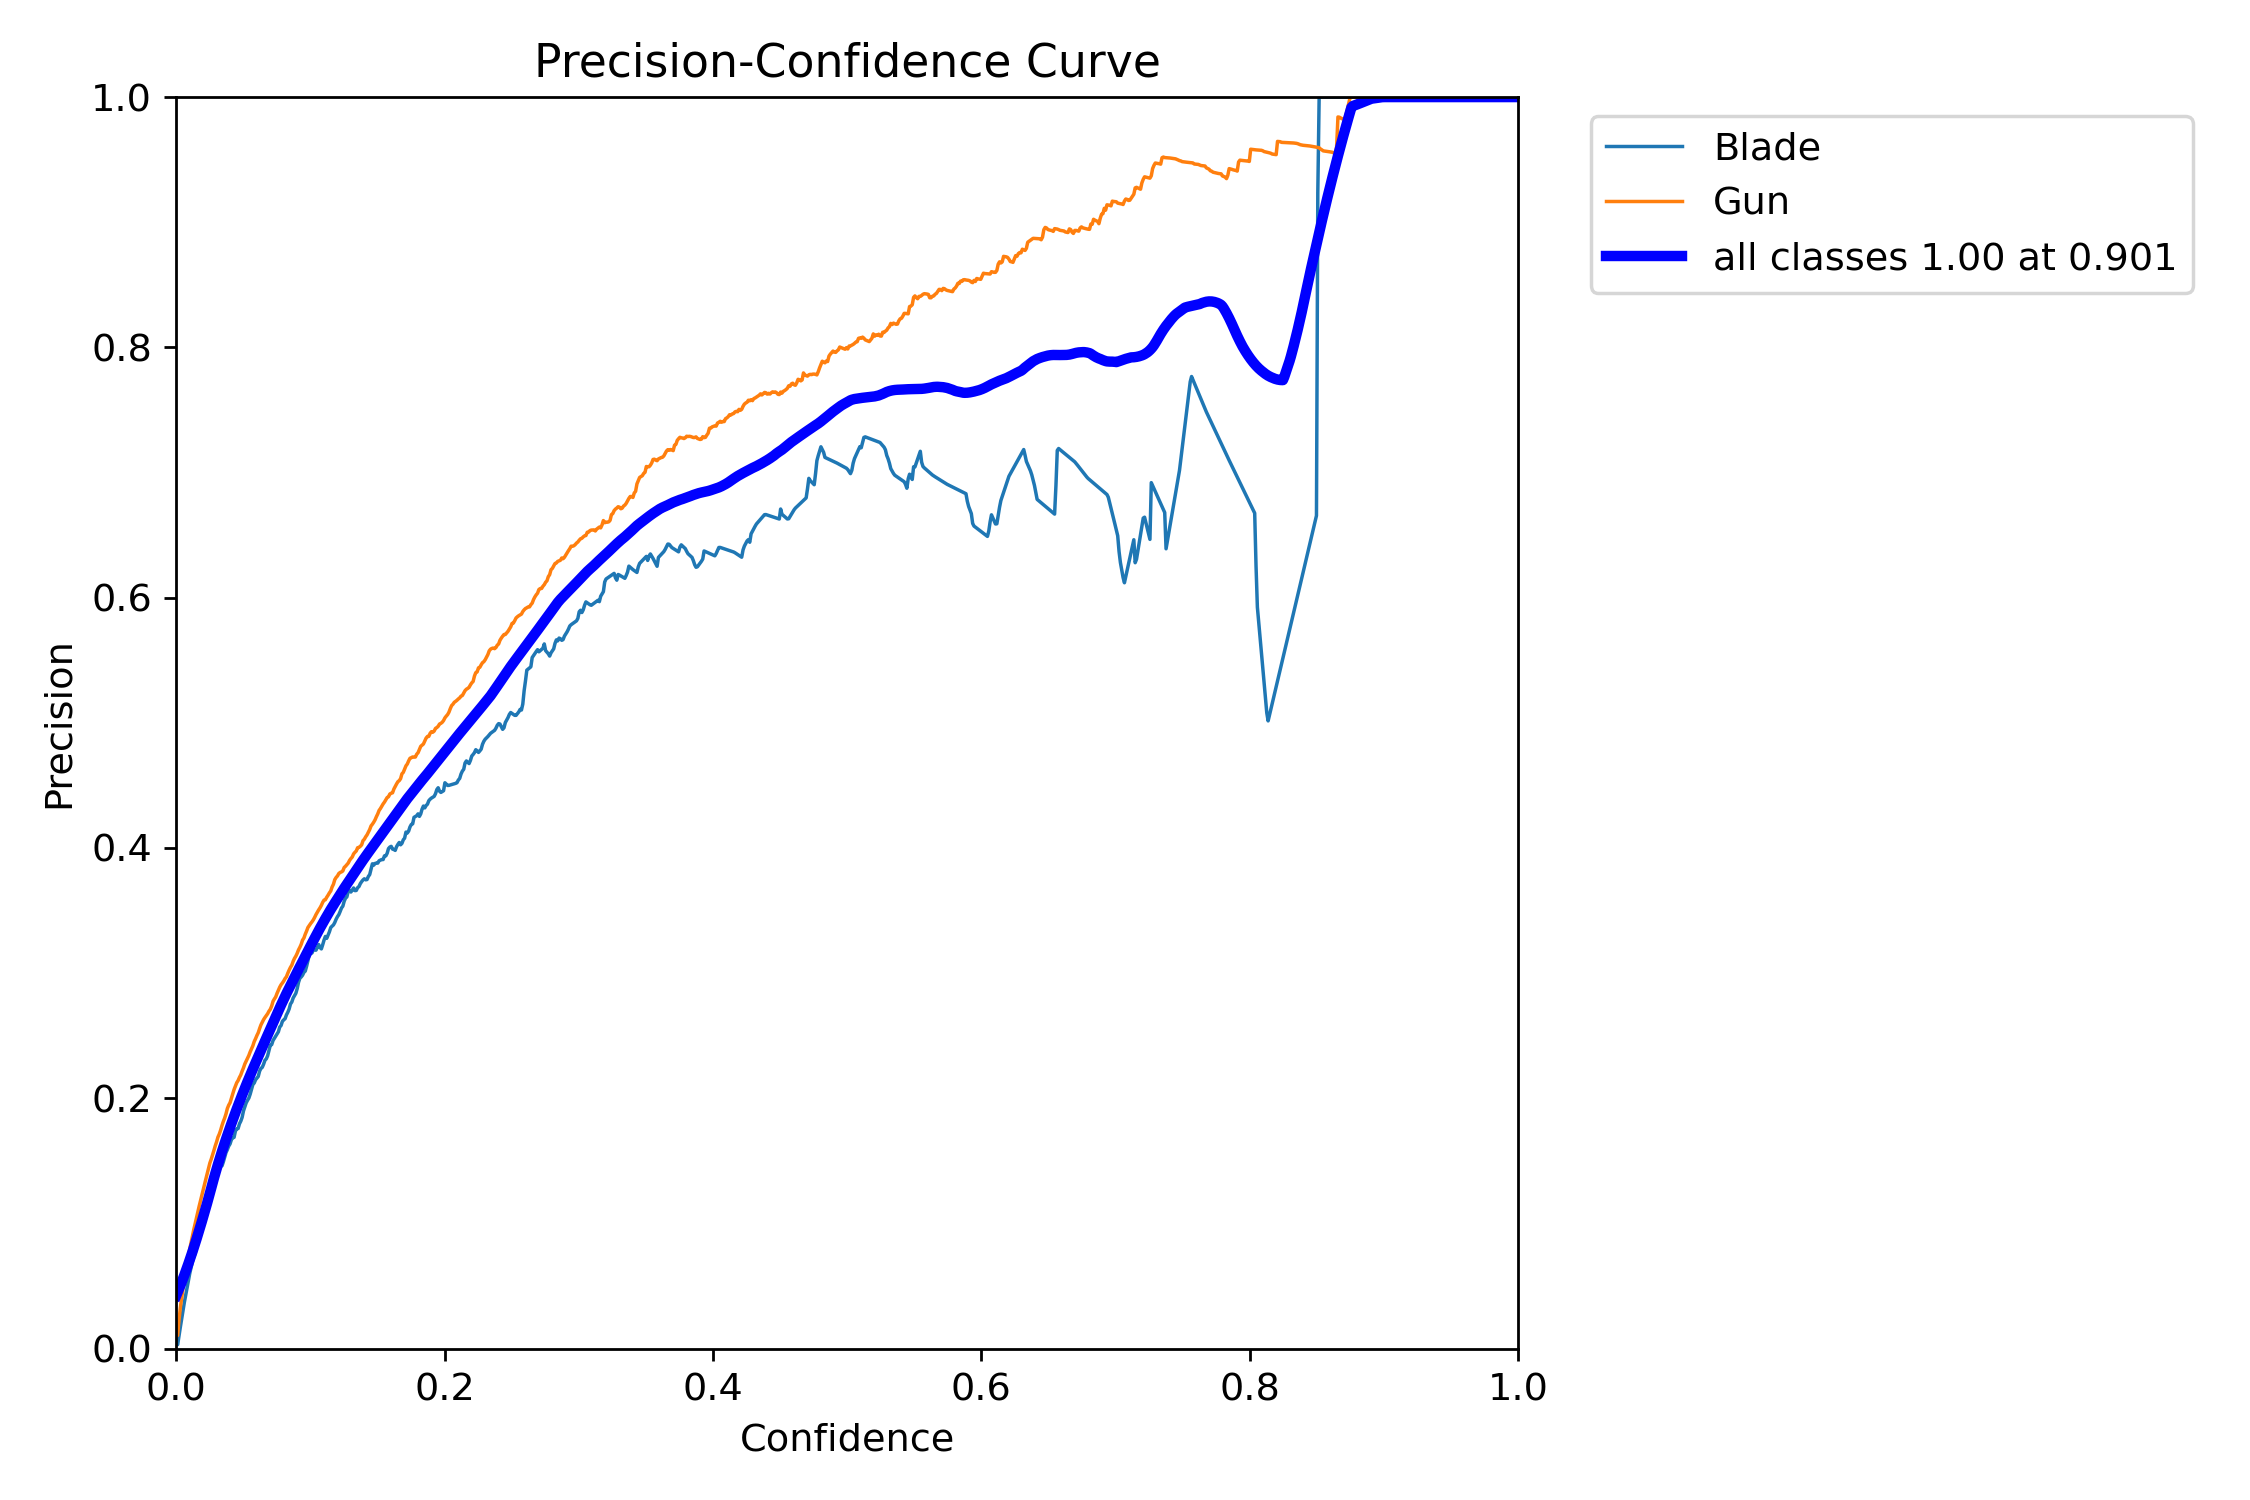 Precision-Confidence Curve
1.0
0.8
0.6
0.4
0.2
0.0
Precision
0.0 0.2 0.4 0.6 0.8 1.0
Confidence
Blade
Gun
all classes 1.00 at 0.901